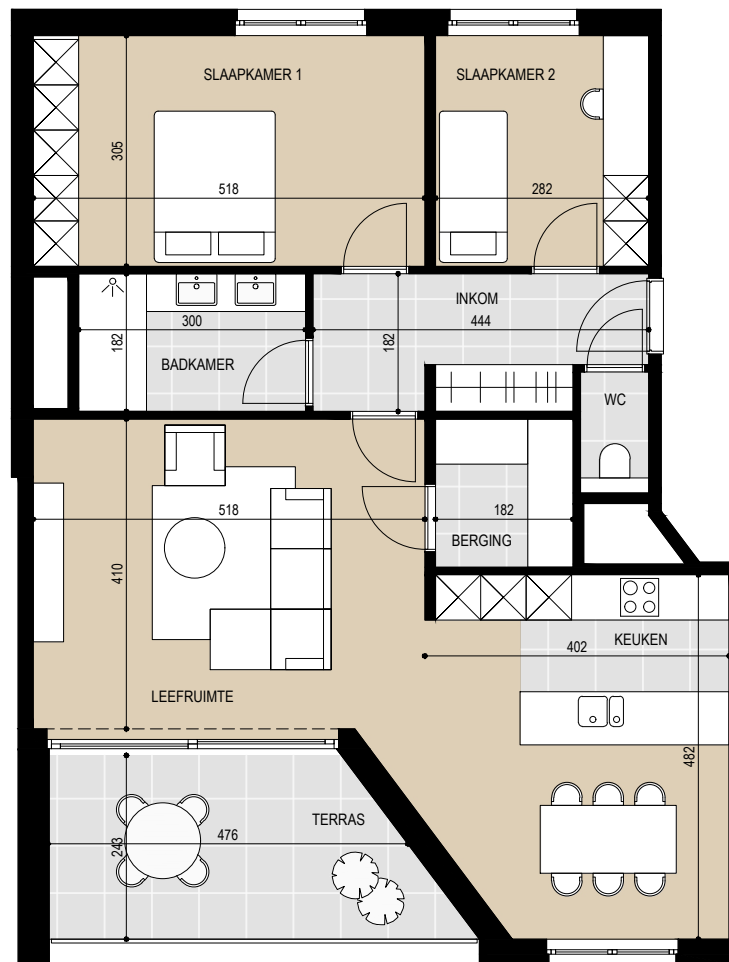 SLAAPKAMER 1
SLAAPKAMER 2
305
518
282
INKOM
300
444
182
182
BADKAMER
WC
518
182
BERGING
410
KEUKEN
402
LEEFRUIMTE
482
TERRAS
476
243